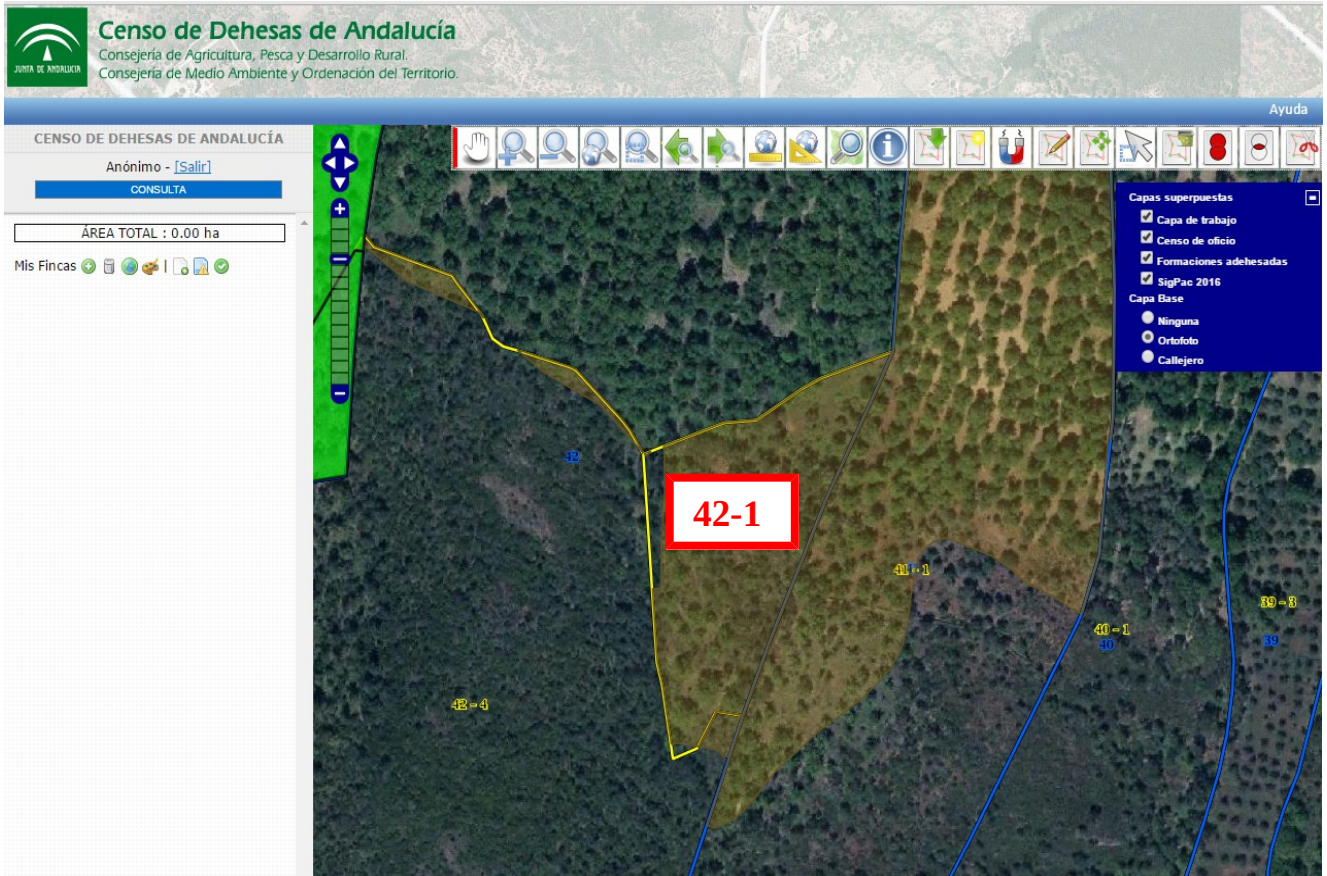 Censo de Dehesas de Andalucía
Consejería de Agricultura, Pesca y Desarrollo Rural.
Consejería de Medio Ambiente y Ordenación del Territorio.
JUNTA DE ANDALUCIA
Ayuda
CENSO DE DEHESAS DE ANDALUCÍA
Anónimo - [Salir]
CONSULTA
ÁREA TOTAL : 0.00 ha
Mis Fincas
Capas superpuestas
Capa de trabajo
Censo de oficio
Formaciones adehesadas
SigPac 2016
Capa Base
Ninguna
Ortofoto
Callejero
42
42-1
41 - 1
39 - 3
40 - 1
40
39
42 - 4